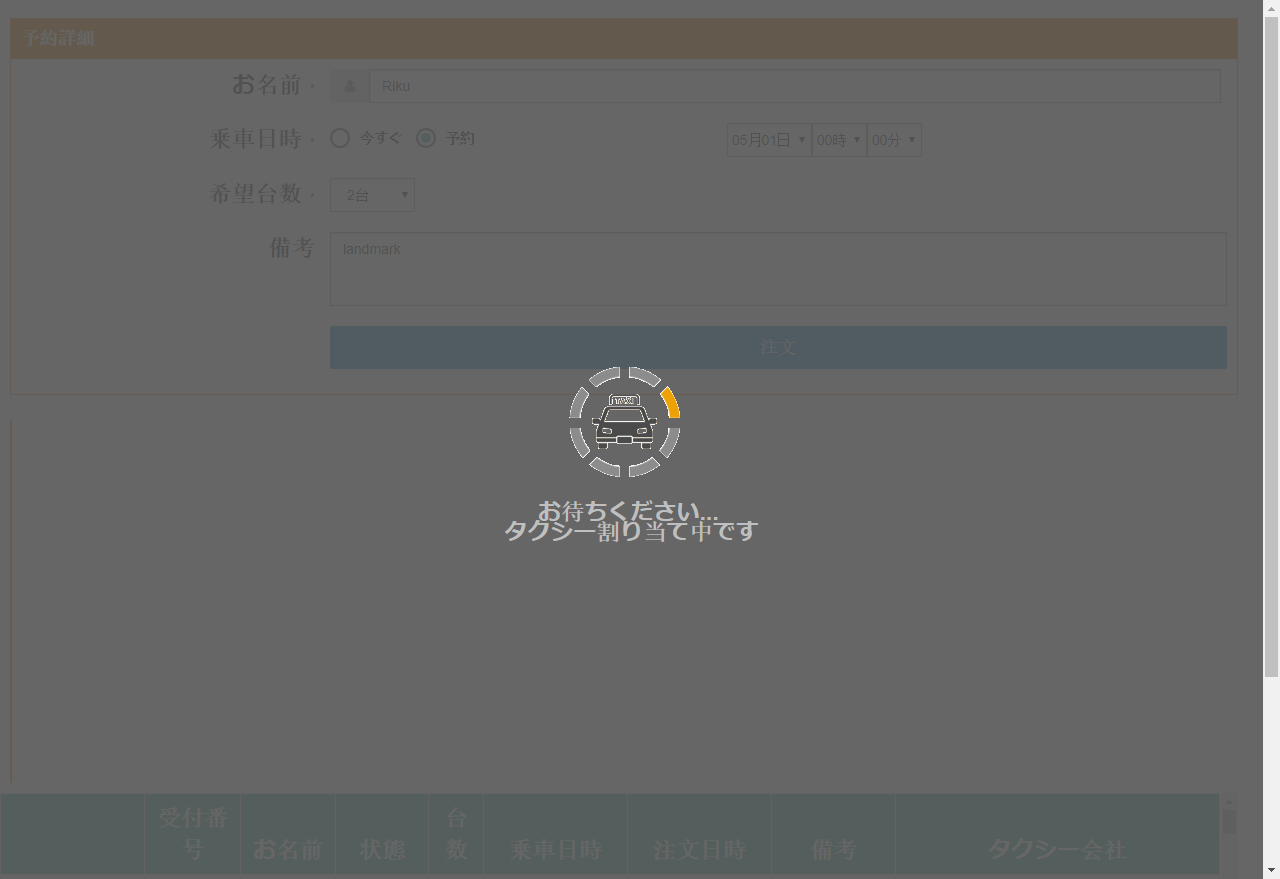 予約詳細
お名前 * Riku
乗車日時 * 今すぐ 予約 05月01日 00時 00分
希望台数 * 2台
備考 landmark
注文
TAXI
お待ちください...
タクシー割り当て中です
受付番号 お名前 状態 台数 乗車日時 注文日時 備考 タクシー会社